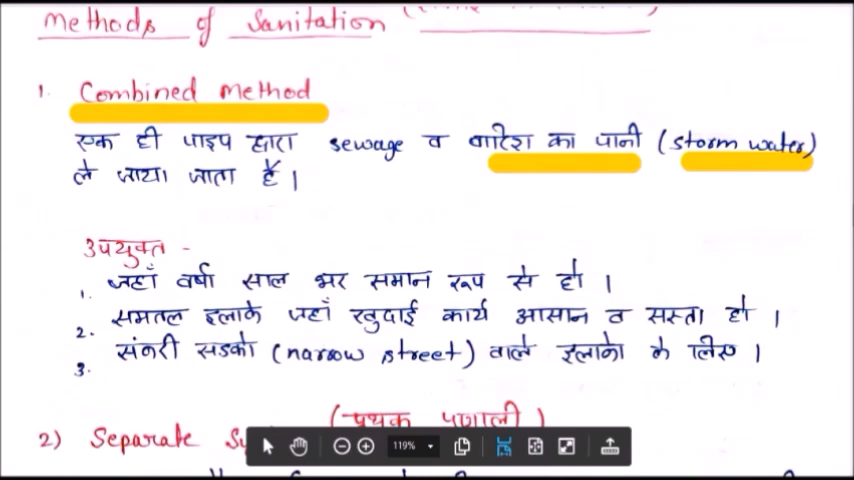 Methods of Sanitation
1. Combined Method
एक ही पाइप द्वारा sewage व बारिश का पानी (storm water)
ले जाया जाता है।
उपयुक्त -
1. जहाँ वर्षा साल भर समान रूप से हो।
2. समतल इलाके जहाँ खुदाई कार्य आसान व सस्ता हो।
3. संकरी सडको (narrow street) वाले इलाको के लिए।
(पृथक प्रणाली)
2) Separate
119%